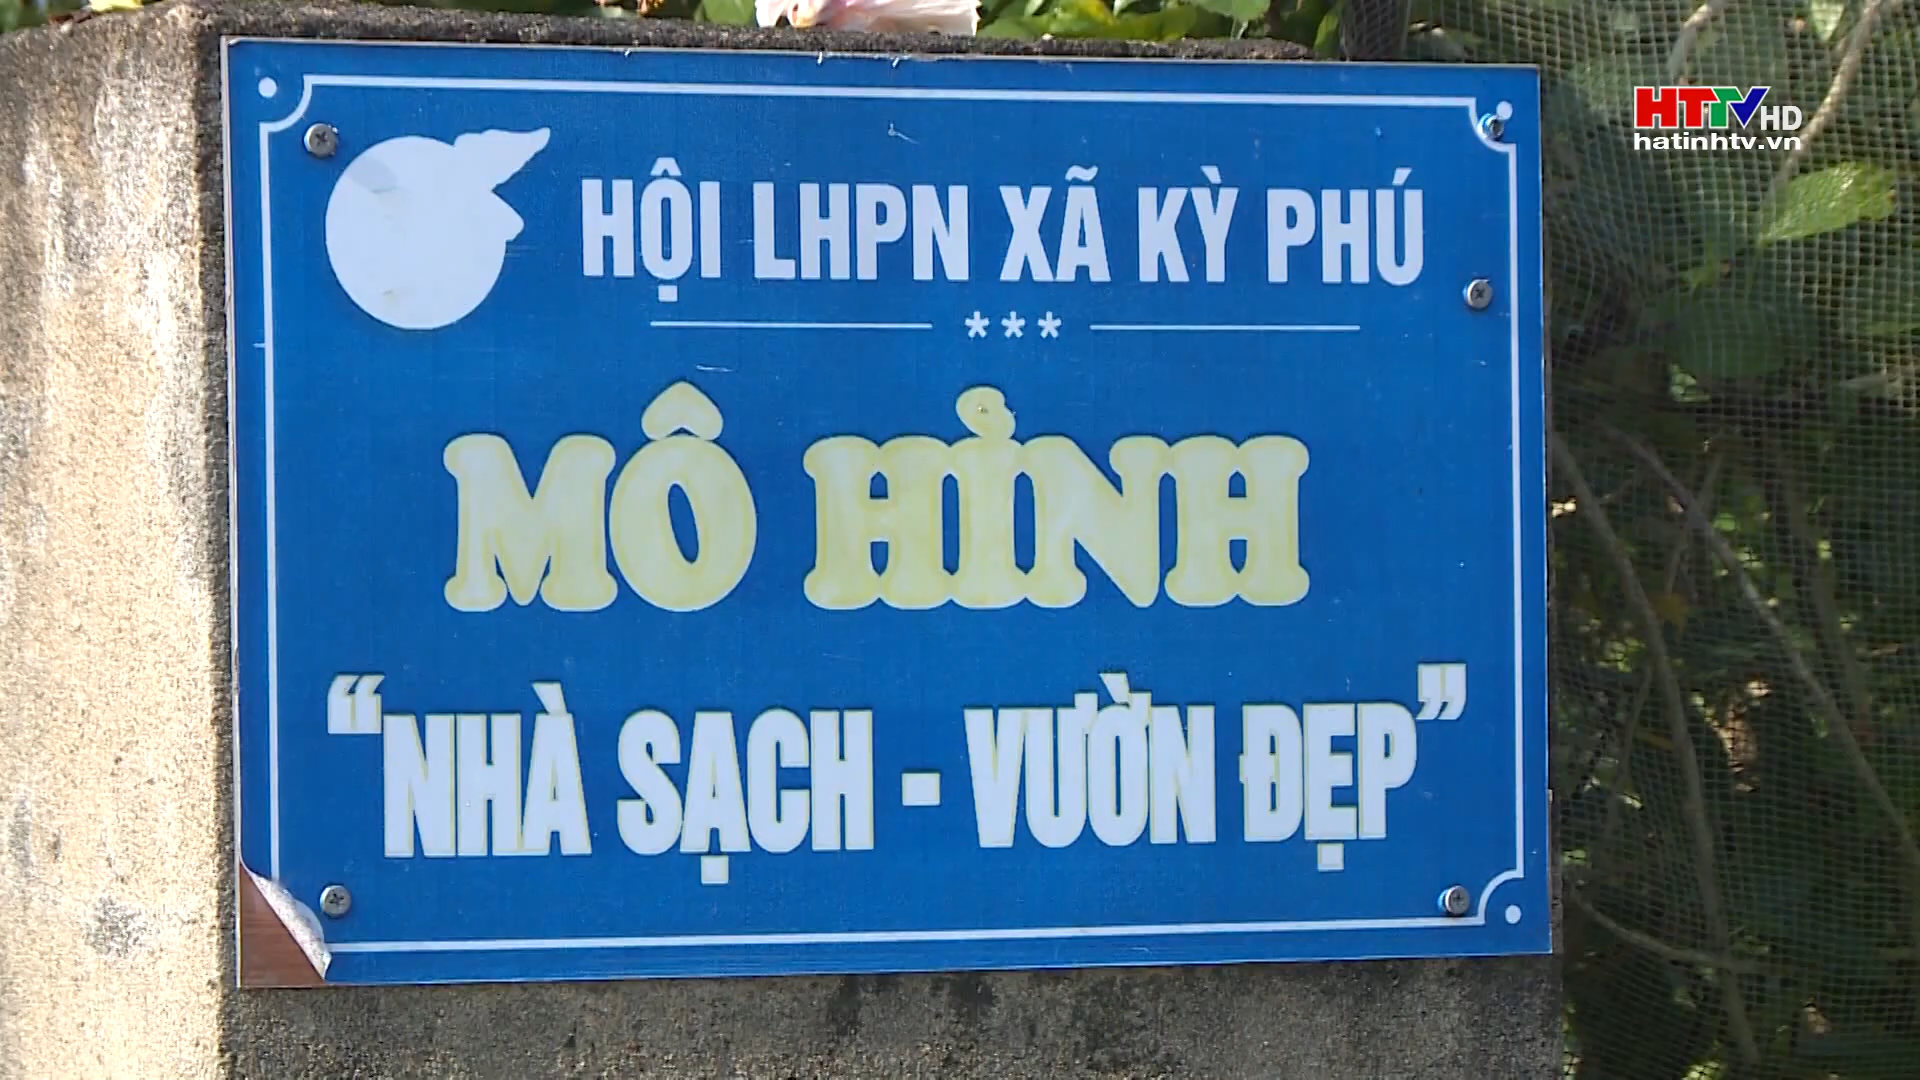 HTTV HD
hatinhtv.vn
HỘI LHPN XÃ KỲ PHÚ
***
MÔ HÌNH
“NHÀ SẠCH - VƯỜN ĐẸP”